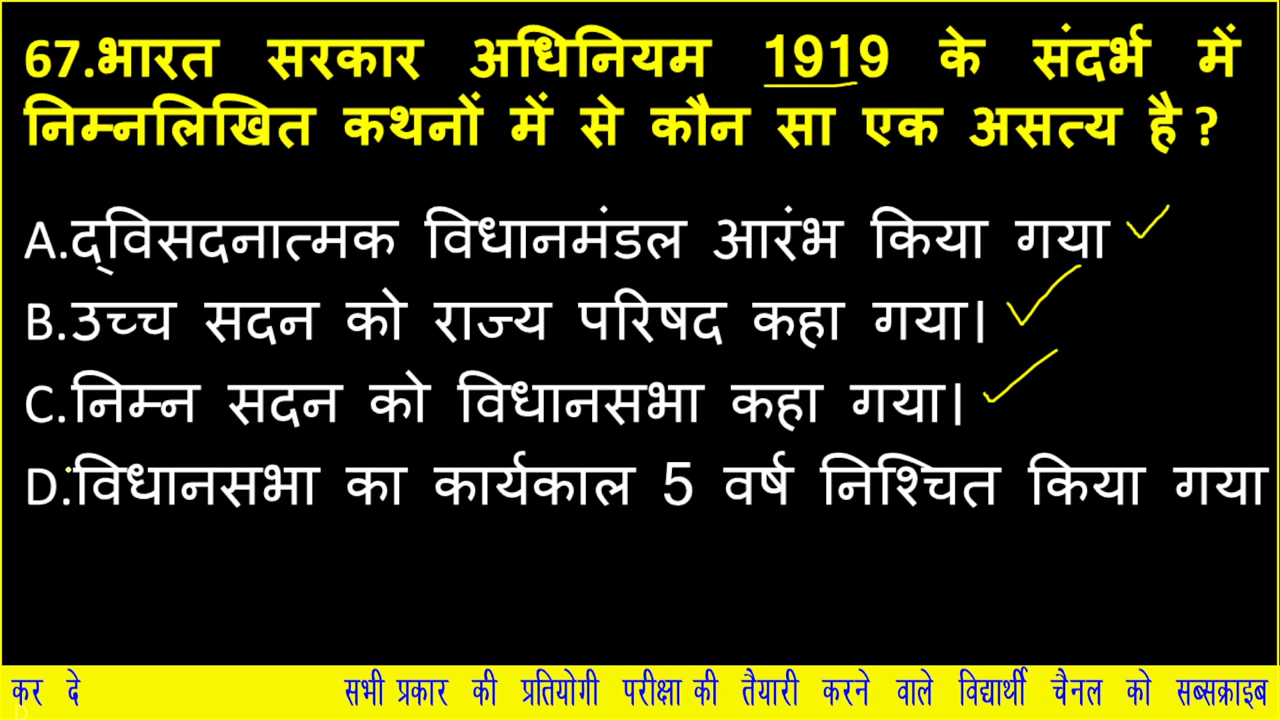 67.भारत सरकार अधिनियम 1919 के संदर्भ में
निम्नलिखित कथनों में से कौन सा एक असत्य है ?
A.द्विसदनात्मक विधानमंडल आरंभ किया गया
B.उच्च सदन को राज्य परिषद कहा गया।
C.निम्न सदन को विधानसभा कहा गया।
D.विधानसभा का कार्यकाल 5 वर्ष निश्चित किया गया
कर दे सभी प्रकार की प्रतियोगी परीक्षा की तैयारी करने वाले विद्यार्थी चैनल को सब्सक्राइब